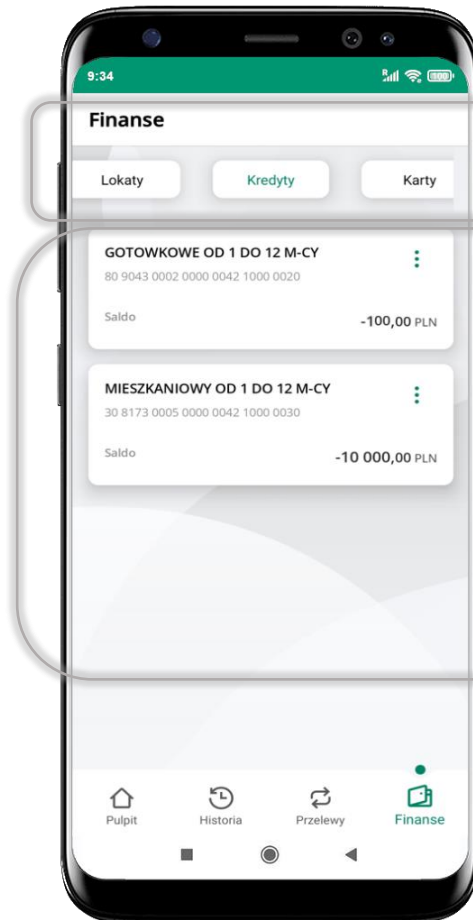 9:34
R 100
Finanse
Lokaty Kredyty Karty
GOTOWKOWE OD 1 DO 12 M-CY
80 9043 0002 0000 0042 1000 0020
Saldo -100,00 PLN
MIESZKANIOWY OD 1 DO 12 M-CY
30 8173 0005 0000 0042 1000 0030
Saldo -10 000,00 PLN
Pulpit Historia Przelewy Finanse